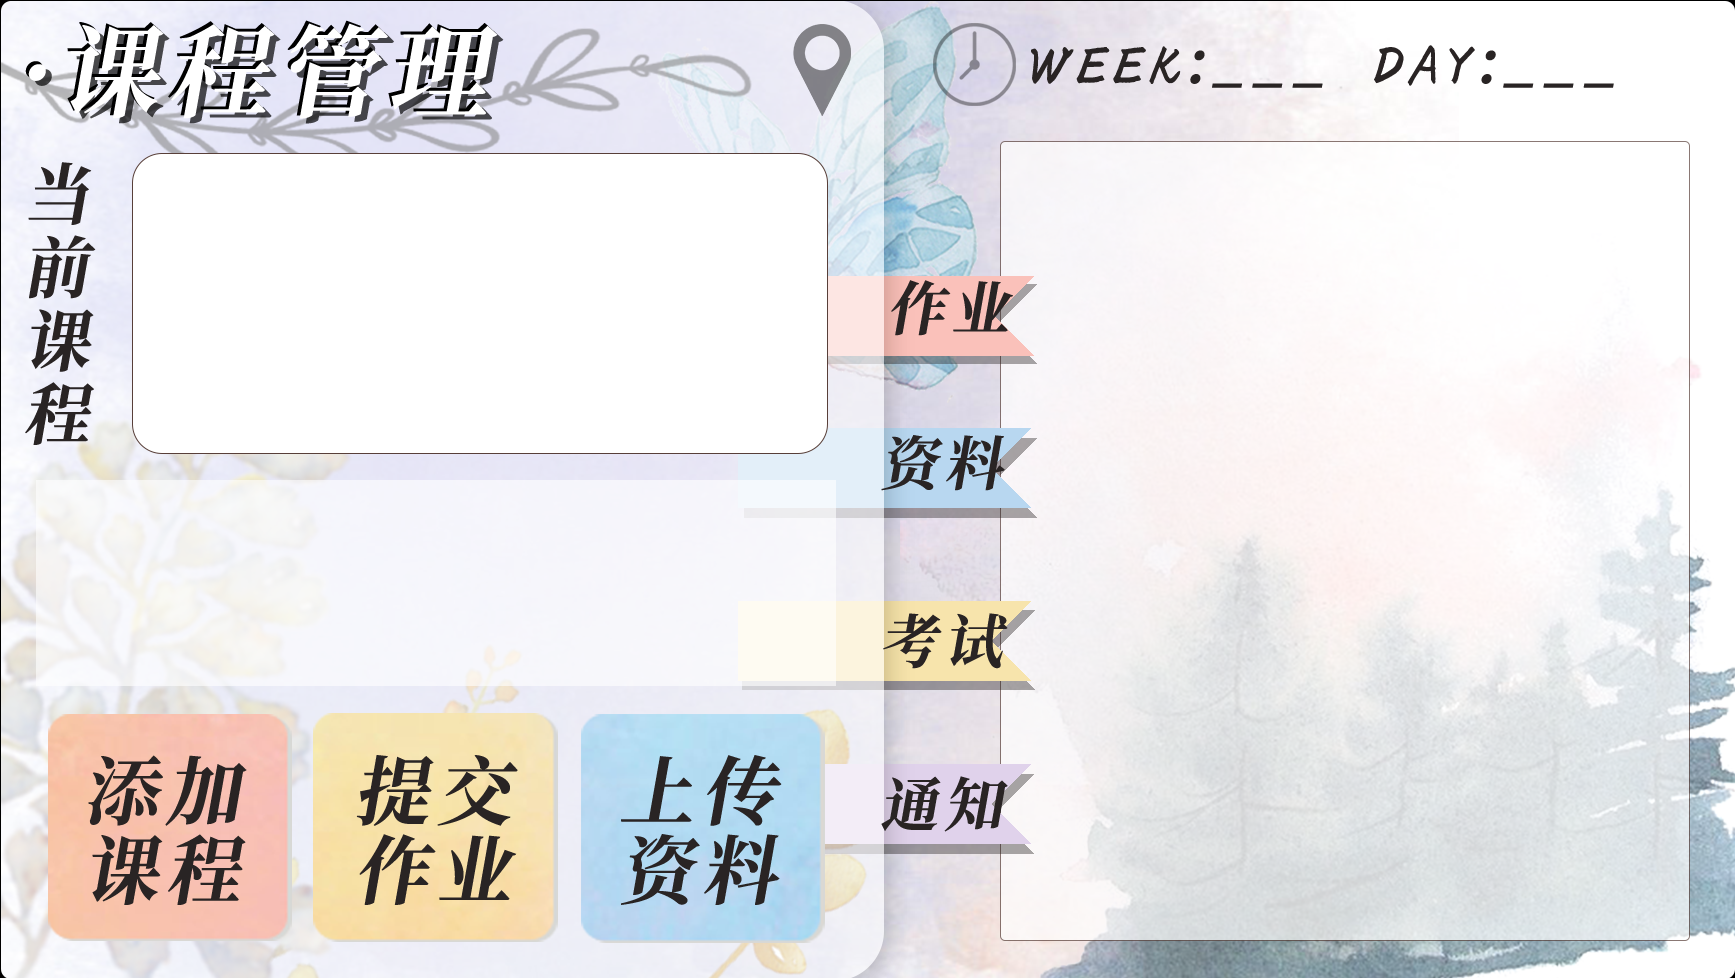 ·课程管理
WEEK:___ DAY:___
当前课程
作业
资料
考试
通知
添加
课程
提交
作业
上传
资料